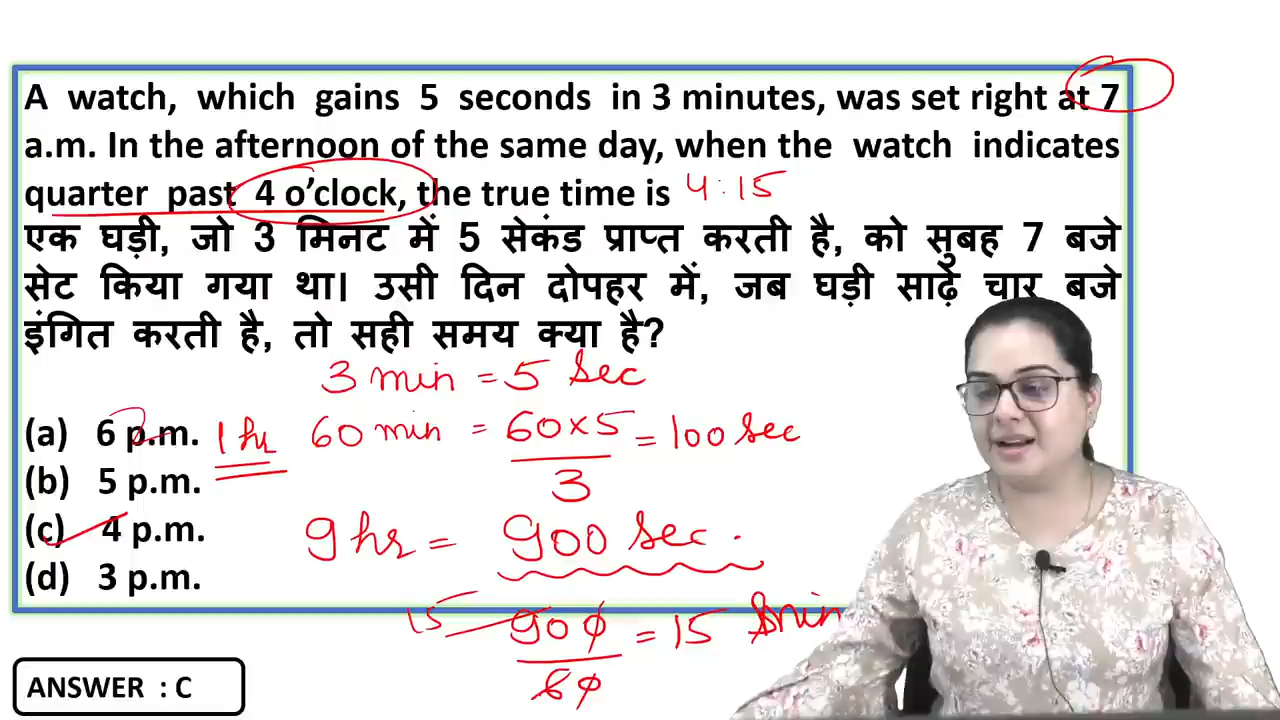 A watch, which gains 5 seconds in 3 minutes, was set right at 7
a.m. In the afternoon of the same day, when the watch indicates
quarter past 4 o'clock, the true time is 4:15
एक घड़ी, जो 3 मिनट में 5 सेकंड प्राप्त करती है, को सुबह 7 बजे
सेट किया गया था। उसी दिन दोपहर में, जब घड़ी साढ़े चार बजे
इंगित करती है, तो सही समय क्या है?
3 min = 5 Sec
(a) 6 p.m. 1 hr 60 min = 60×5/3 = 100 Sec
(b) 5 p.m.
(c) 4 p.m. 9 hr = 900 Sec.
(d) 3 p.m.
15 900/60 = 15 min
ANSWER : C